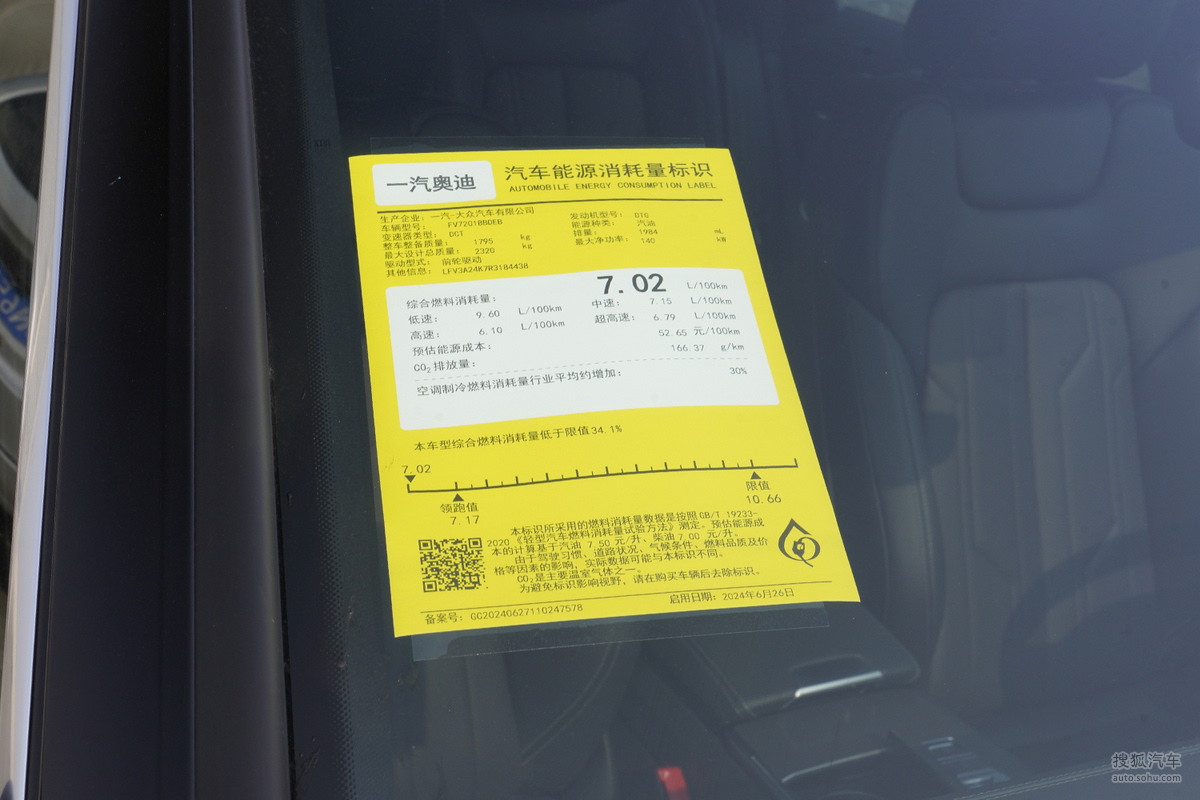 一汽奥迪
汽车能源消耗量标识
AUTOMOBILE ENERGY CONSUMPTION LABEL
生产企业: 一汽-大众汽车有限公司
车辆型号: FV7201BBDEB
变速器类型: DCT
整车整备质量: 1795 kg
最大设计总质量: 2320 kg
驱动型式: 前轮驱动
其他信息: LFV3A24K7R3184438
发动机型号: DTG
能源种类: 汽油
排量: 1984 mL
最大净功率: 140 kW
综合燃料消耗量: 7.02 L/100km
低速: 9.60 L/100km 中速: 7.15 L/100km
高速: 6.10 L/100km 超高速: 6.79 L/100km
预估能源成本: 52.65 元/100km
CO2排放量: 166.37 g/km
空调制冷燃料消耗量行业平均约增加: 30%
本车型综合燃料消耗量低于限值34.1%
7.02
领跑值
7.17
限值
10.66
本标识所采用的燃料消耗量数据是按照GB/T 19233-
2020《轻型汽车燃料消耗量试验方法》测定。预估能源成
本的计算基于汽油 7.50 元/升、柴油 7.00 元/升。
由于驾驶习惯、道路状况、气候条件、燃料品质及价
格等因素的影响，实际数据可能与本标识不同。
CO2是主要温室气体之一。
为避免标识影响视野，请在购买车辆后去除标识。
备案号: GG20240627110247578 启用日期: 2024年6月26日
搜狐汽车
auto.sohu.com